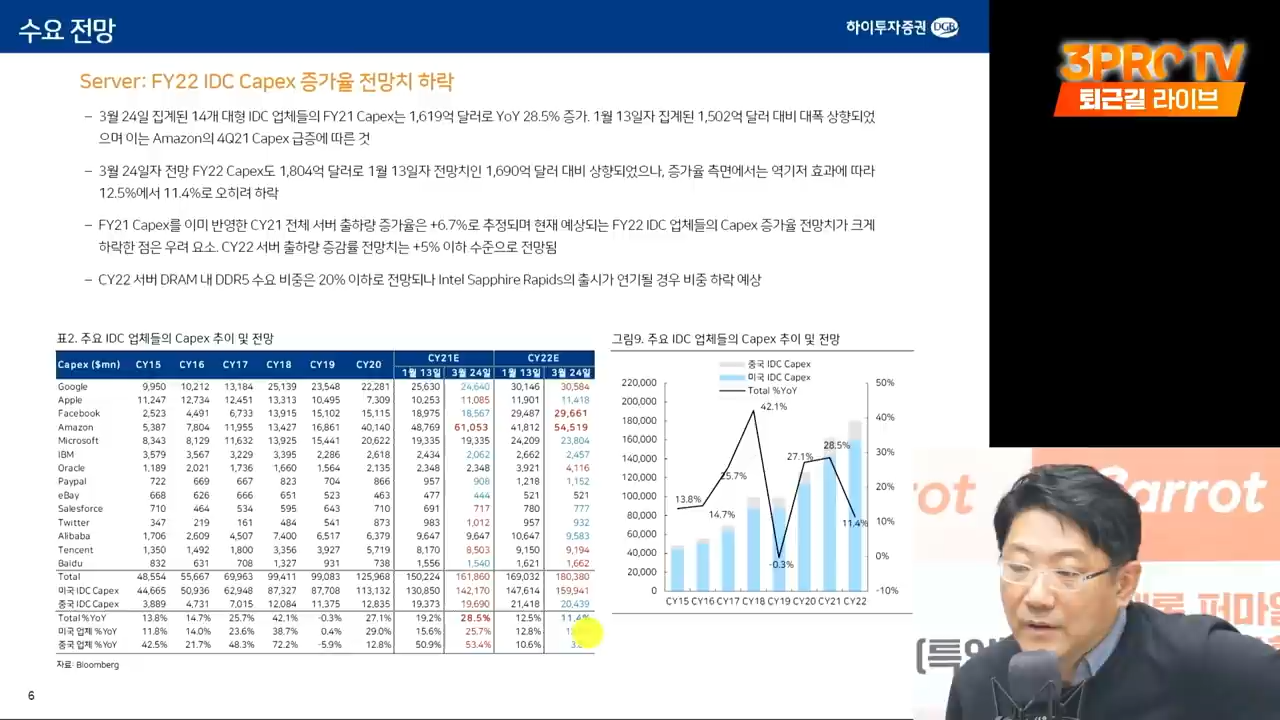 수요 전망
하이투자증권 DGB
3PRO TV
퇴근길 라이브
Server: FY22 IDC Capex 증가율 전망치 하락
– 3월 24일 집계된 14개 대형 IDC 업체들의 FY21 Capex는 1,619억 달러로 YoY 28.5% 증가. 1월 13일자 집계된 1,502억 달러 대비 대폭 상향되었
으며 이는 Amazon의 4Q21 Capex 급증에 따른 것
– 3월 24일자 전망 FY22 Capex도 1,804억 달러로 1월 13일자 전망치인 1,690억 달러 대비 상향되었으나, 증가율 측면에서는 역기저 효과에 따라
12.5%에서 11.4%로 오히려 하락
– FY21 Capex를 이미 반영한 CY21 전체 서버 출하량 증가율은 +6.7%로 추정되며 현재 예상되는 FY22 IDC 업체들의 Capex 증가율 전망치가 크게
하락한 점은 우려 요소. CY22 서버 출하량 증감률 전망치는 +5% 이하 수준으로 전망됨
– CY22 서버 DRAM 내 DDR5 수요 비중은 20% 이하로 전망되나 Intel Sapphire Rapids의 출시가 연기될 경우 비중 하락 예상
표2. 주요 IDC 업체들의 Capex 추이 및 전망
Capex ($mn) CY15 CY16 CY17 CY18 CY19 CY20 CY21E CY22E
1월 13일 3월 24일 1월 13일 3월 24일
Google 9,950 10,212 13,184 25,139 23,548 22,281 25,630 24,640 30,146 30,584
Apple 11,247 12,734 12,451 13,313 10,495 7,309 10,253 11,085 11,901 11,418
Facebook 2,523 4,491 6,733 13,915 15,102 15,115 18,975 18,567 29,487 29,661
Amazon 5,387 7,804 11,955 13,427 16,861 40,140 48,769 61,053 41,812 54,519
Microsoft 8,343 8,129 11,632 13,925 15,441 20,622 19,335 19,335 24,209 23,804
IBM 3,579 3,567 3,229 3,395 2,286 2,618 2,434 2,062 2,662 2,457
Oracle 1,189 2,021 1,736 1,660 1,564 2,135 2,348 2,348 3,921 4,116
Paypal 722 669 667 823 704 866 957 908 1,218 1,152
eBay 668 626 666 651 523 463 477 444 521 521
Salesforce 710 464 534 595 643 710 691 717 780 777
Twitter 347 219 161 484 541 873 983 1,012 957 932
Alibaba 1,706 2,609 4,507 7,400 6,517 6,379 9,647 9,647 10,647 9,583
Tencent 1,350 1,492 1,800 3,356 3,927 5,719 8,170 8,503 9,150 9,194
Baidu 832 631 708 1,327 931 738 1,556 1,540 1,621 1,662
Total 48,554 55,667 69,963 99,411 99,083 125,968 150,224 161,860 169,032 180,380
미국 IDC Capex 44,665 50,936 62,948 87,327 87,708 113,132 130,850 142,170 147,614 159,941
중국 IDC Capex 3,889 4,731 7,015 12,084 11,375 12,835 19,373 19,690 21,418 20,439
Total %YoY 13.8% 14.7% 25.7% 42.1% -0.3% 27.1% 19.2% 28.5% 12.5% 11.4%
미국 업체 %YoY 11.8% 14.0% 23.6% 38.7% 0.4% 29.0% 15.6% 25.7% 12.8%
중국 업체 %YoY 42.5% 21.7% 48.3% 72.2% -5.9% 12.8% 50.9% 53.4% 10.6%
자료: Bloomberg
6
그림9. 주요 IDC 업체들의 Capex 추이 및 전망
중국 IDC Capex
미국 IDC Capex
Total %YoY
220,000 50%
200,000
180,000 40%
160,000 30%
140,000
120,000 20%
100,000
80,000 10%
60,000
40,000 0%
20,000
0 -10%
13.8% 14.7% 25.7% 42.1% -0.3% 27.1% 28.5% 11.4%
CY15 CY16 CY17 CY18 CY19 CY20 CY21 CY22
rot
Carrot
퍼마일